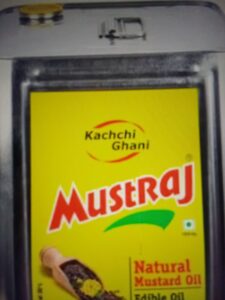 Kachchi
Ghani
MUSTRAJ
®
Natural
Mustard Oil
Edible Oil